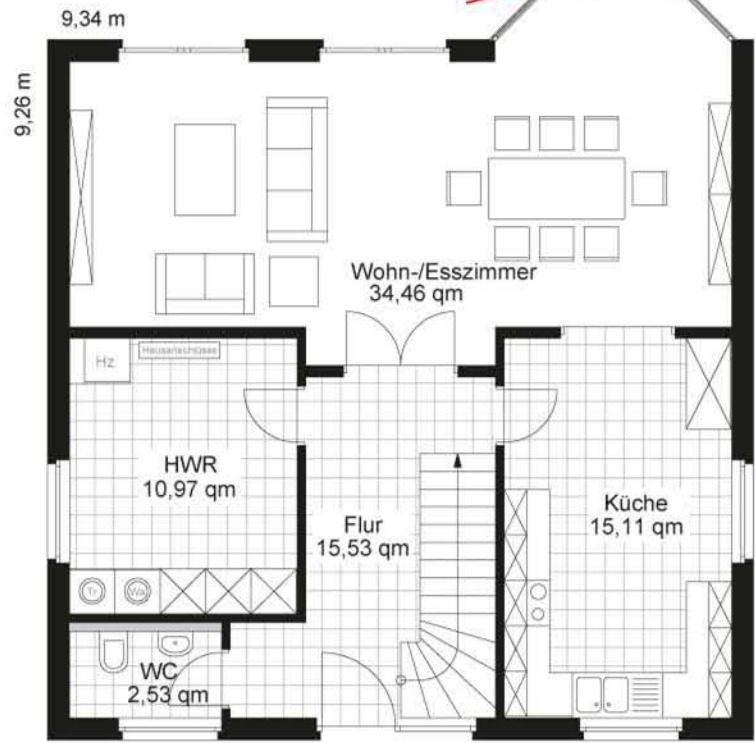 9,34 m
9,26 m
Wohn-/Esszimmer
34,46 qm
Hz
Hausanschlüsse
HWR
10,97 qm
Flur
15,53 qm
Küche
15,11 qm
Tr
Wa
WC
2,53 qm